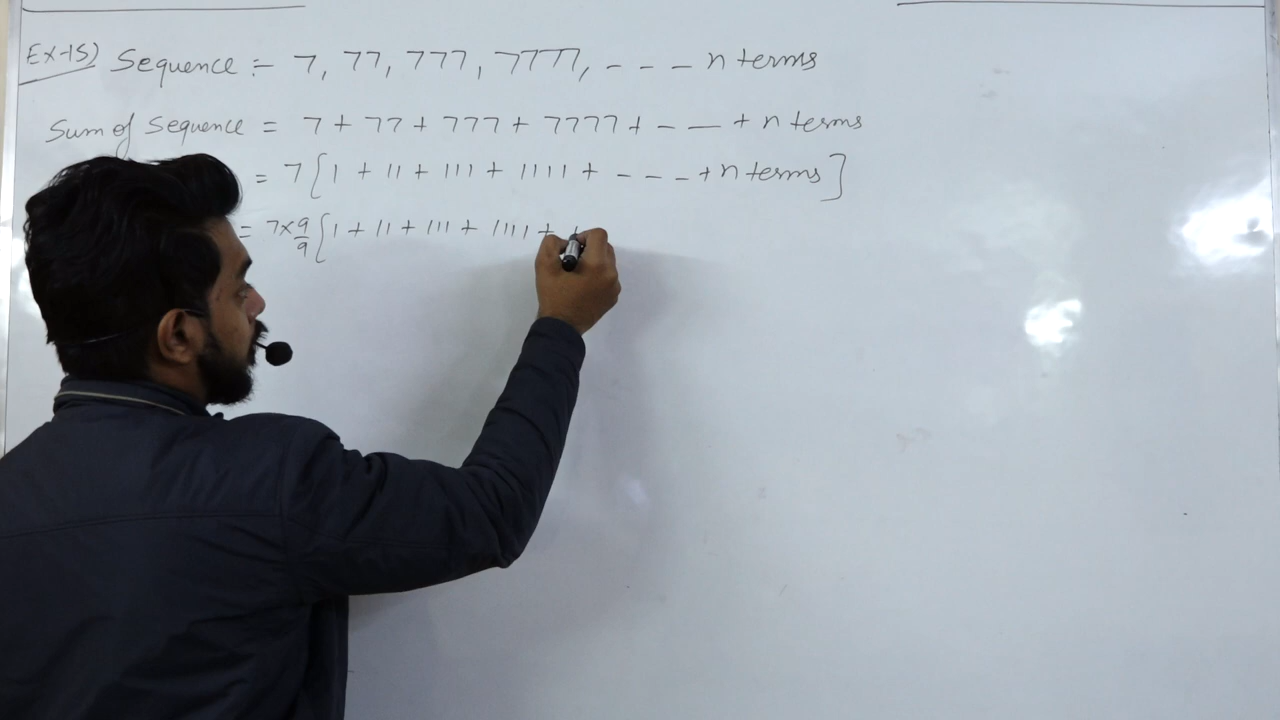 Ex-15) Sequence :- 7, 77, 777, 7777, - - - n terms
Sum of Sequence = 7 + 77 + 777 + 7777 + - - + n terms
= 7 [ 1 + 11 + 111 + 1111 + - - - + n terms ]
= 7 × 9/9 [ 1 + 11 + 111 + 1111 +